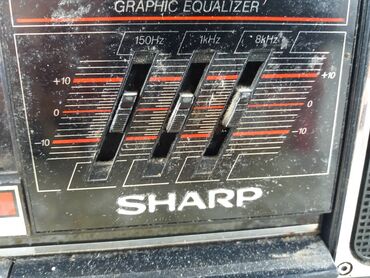 GRAPHIC EQUALIZER
150Hz 1kHz 8kHz
+10 +10
0 0
-10 -10
SHARP